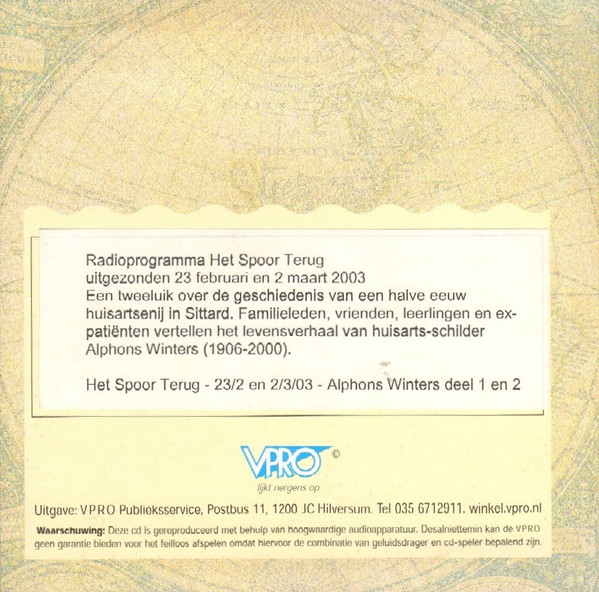 Radioprogramma Het Spoor Terug
uitgezonden 23 februari en 2 maart 2003
Een tweeluik over de geschiedenis van een halve eeuw
huisartsenij in Sittard. Familieleden, vrienden, leerlingen en ex-
patiënten vertellen het levensverhaal van huisarts-schilder
Alphons Winters (1906-2000).
Het Spoor Terug - 23/2 en 2/3/03 - Alphons Winters deel 1 en 2
VPRO ©
lijkt nergens op
Uitgave: VPRO Publieksservice, Postbus 11, 1200 JC Hilversum. Tel 035 6712911, winkel.vpro.nl
Waarschuwing: Deze cd is gereproduceerd met behulp van hoogwaardige audioapparatuur. Desalniettemin kan de VPRO
geen garantie bieden voor het feilloos afspelen omdat hiervoor de combinatie van geluidsdrager en cd-speler bepalend zijn.